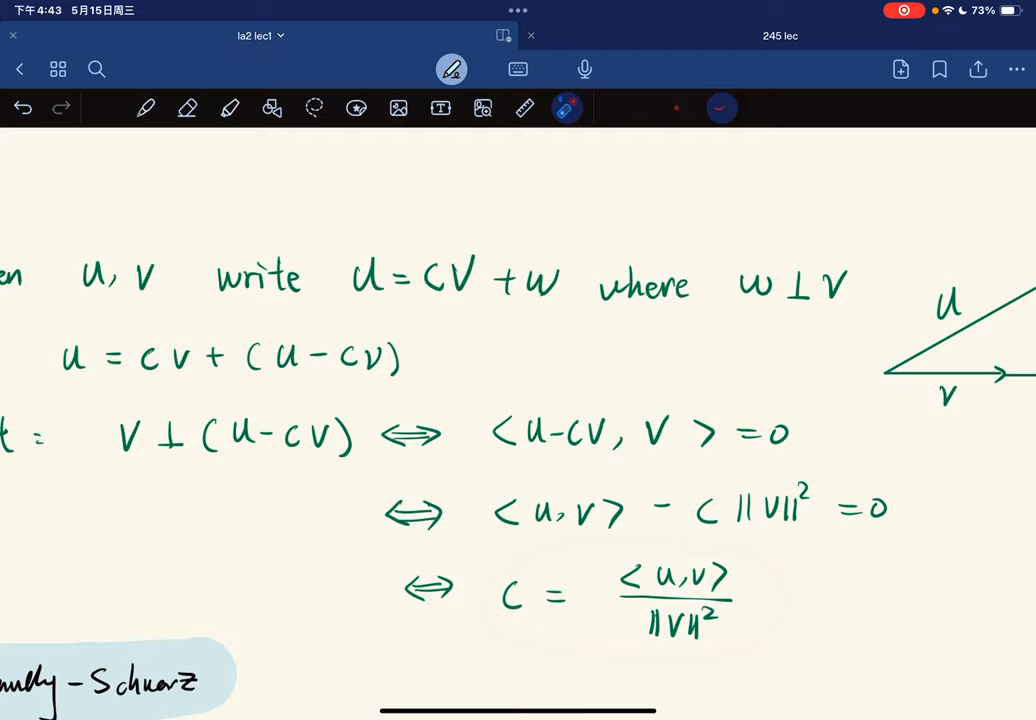 下午4:43 5月15日周三
73%
la2 lec1
245 lec
en u, v write u = cv + w where w ⊥ v
u = cv + (u - cv)
t: v ⊥ (u - cv) ⟺ <u-cv, v> = 0
⟺ <u,v> - c ||v||² = 0
⟺ c = <u,v> / ||v||²
u
v
-Schwarz